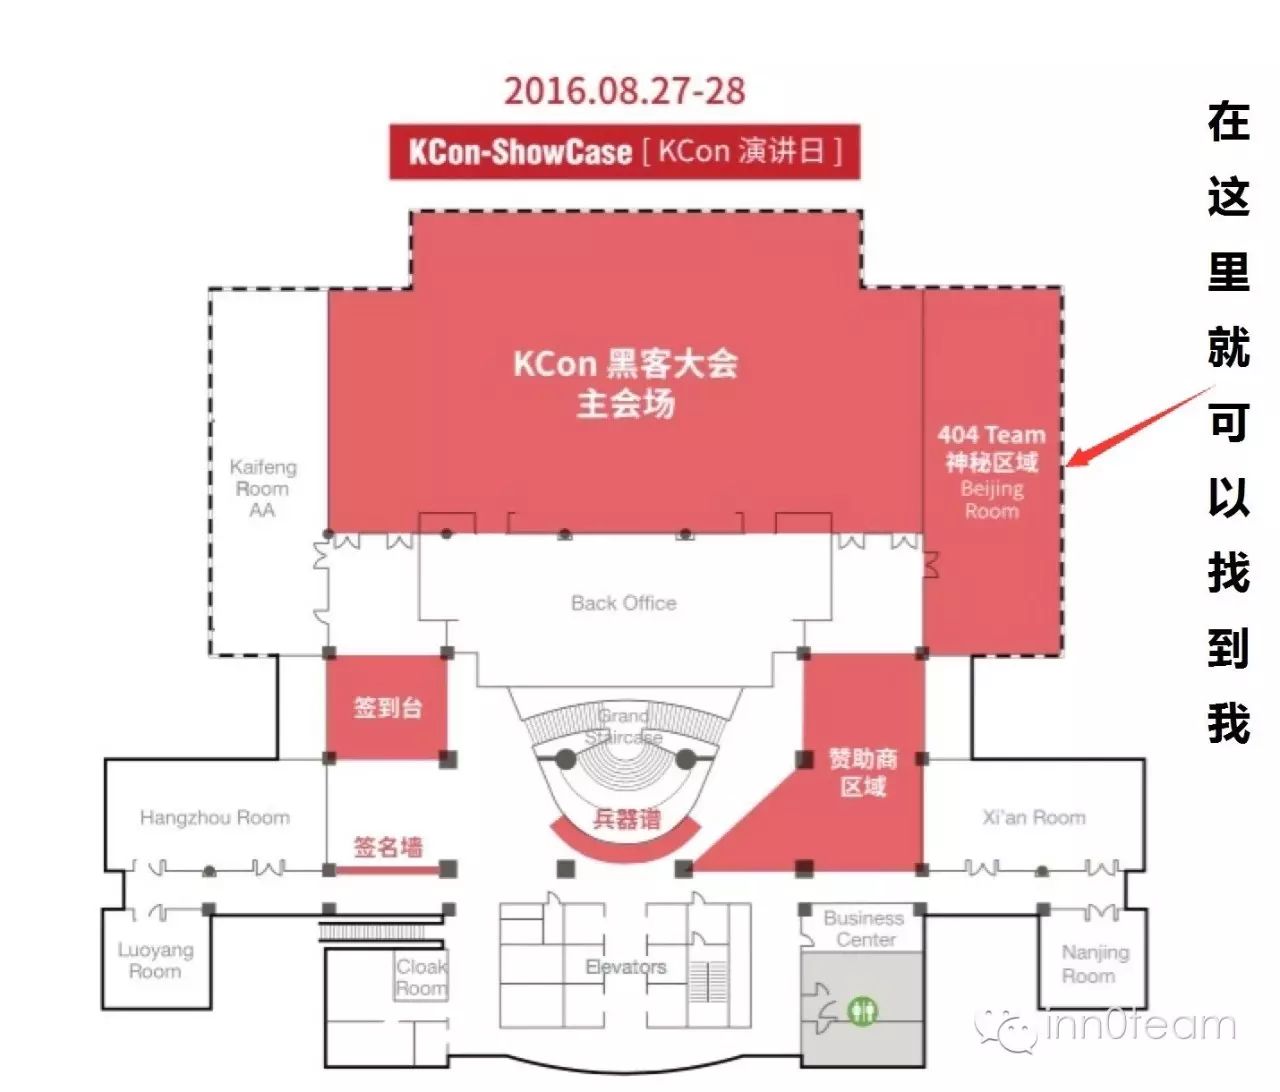 2016.08.27-28
KCon-ShowCase [ KCon 演讲日 ]
在这里就可以找到我
KCon 黑客大会
主会场
404 Team
神秘区域
Beijing
Room
Kaifeng
Room
AA
Back Office
签到台
Grand
Staircase
赞助商
区域
Hangzhou Room
兵器谱
Xi'an Room
签名墙
Business
Center
Luoyang
Room
Cloak
Room
Elevators
Nanjing
Room
inn0team